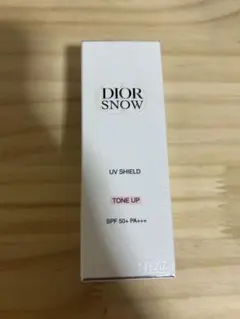 DIOR
SNOW
UV SHIELD
TONE UP
SPF 50+ PA+++